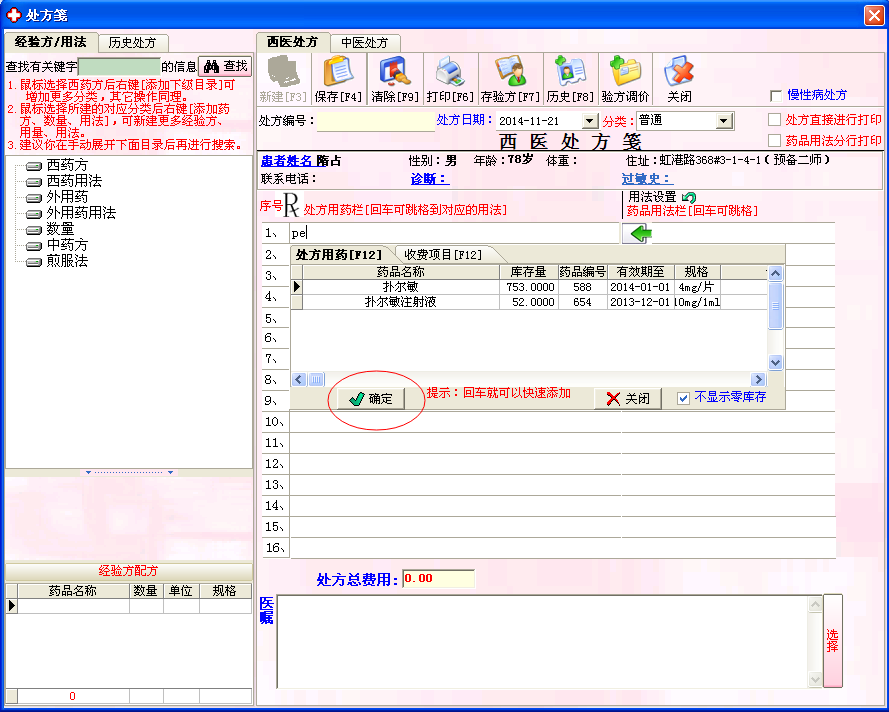 处方笺
经验方/用法 历史处方
查找有关键字 的信息 查找
1.鼠标选择西药方后右键[添加下级目录]可
增加更多分类,其它操作同理。
2.鼠标选择所建的对应分类后右键[添加药
方、数量、用法],可新建更多经验方、
用量、用法。
3.建议你在手动展开下面目录后再进行搜索。
西药方
西药用法
外用药
外用药用法
数量
中药方
煎服法
经验方配方
药品名称 数量 单位 规格
0
西医处方 中医处方
新建[F3] 保存[F4] 清除[F9] 打印[F6] 存验方[F7] 历史[F8] 验方调价 关闭
慢性病处方
处方编号: 处方日期: 2014-11-21 分类: 普通
处方直接进行打印
西 医 处 方 笺
药品用法分行打印
患者姓名 隋占 性别: 男 年龄: 78岁 体重: 住址: 虹港路368#3-1-4-1(预备二师)
联系电话: 诊断: 过敏史:
序号 R 处方用药栏[回车可跳格到对应的用法]
用法设置
药品用法栏[回车可跳格]
1、 pe
2、
3、
4、
5、
6、
7、
8、
9、
10、
11、
12、
13、
14、
15、
16、
处方用药[F12] 收费项目[F12]
药品名称 库存量 药品编号 有效期至 规格
扑尔敏 753.0000 588 2014-01-01 4mg/片
扑尔敏注射液 52.0000 654 2013-12-01 10mg/1ml
确定 提示:回车就可以快速添加 关闭 不显示零库存
处方总费用: 0.00
医嘱
选择